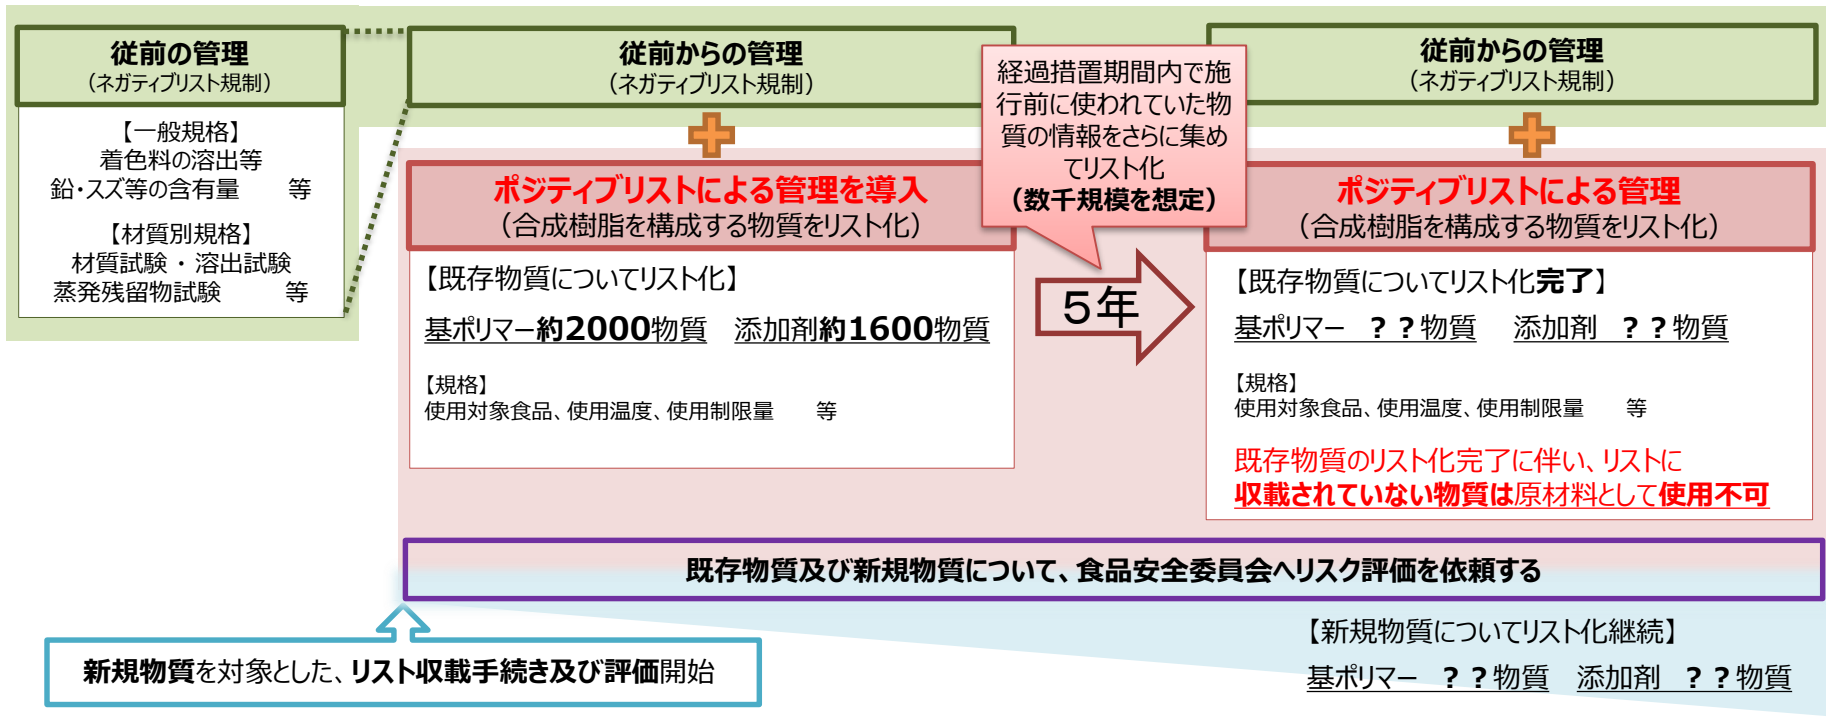 従前の管理
（ネガティブリスト規制）
【一般規格】
着色料の溶出等
鉛・スズ等の含有量　　等
【材質別規格】
材質試験 ・ 溶出試験
蒸発残留物試験　　　等
従前からの管理
（ネガティブリスト規制）
ポジティブリストによる管理を導入
（合成樹脂を構成する物質をリスト化）
【既存物質についてリスト化】
基ポリマー約2000物質　添加剤約1600物質
【規格】
使用対象食品、使用温度、使用制限量　　等
経過措置期間内で施
行前に使われていた物
質の情報をさらに集め
てリスト化
（数千規模を想定）
５年
従前からの管理
（ネガティブリスト規制）
ポジティブリストによる管理
（合成樹脂を構成する物質をリスト化）
【既存物質についてリスト化完了】
基ポリマー　？？物質　添加剤　？？物質
【規格】
使用対象食品、使用温度、使用制限量　　等
既存物質のリスト化完了に伴い、リストに
収載されていない物質は原材料として使用不可
既存物質及び新規物質について、食品安全委員会へリスク評価を依頼する
新規物質を対象とした、リスト収載手続き及び評価開始
【新規物質についてリスト化継続】
基ポリマー　？？物質　添加剤　？？物質